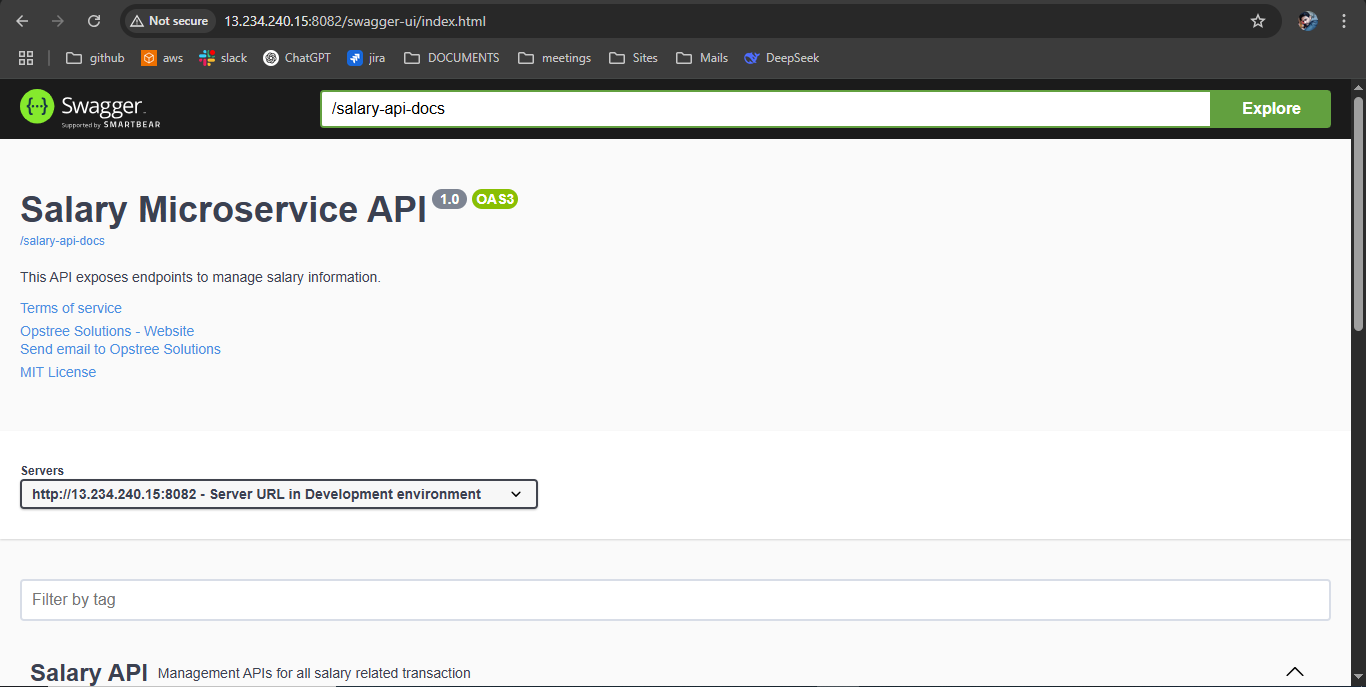 Not secure 13.234.240.15:8082/swagger-ui/index.html
github aws slack ChatGPT jira DOCUMENTS meetings Sites Mails DeepSeek
Swagger.
Supported by SMARTBEAR
/salary-api-docs
Explore
Salary Microservice API 1.0 OAS3
/salary-api-docs
This API exposes endpoints to manage salary information.
Terms of service
Opstree Solutions - Website
Send email to Opstree Solutions
MIT License
Servers
http://13.234.240.15:8082 - Server URL in Development environment
Filter by tag
Salary API Management APIs for all salary related transaction